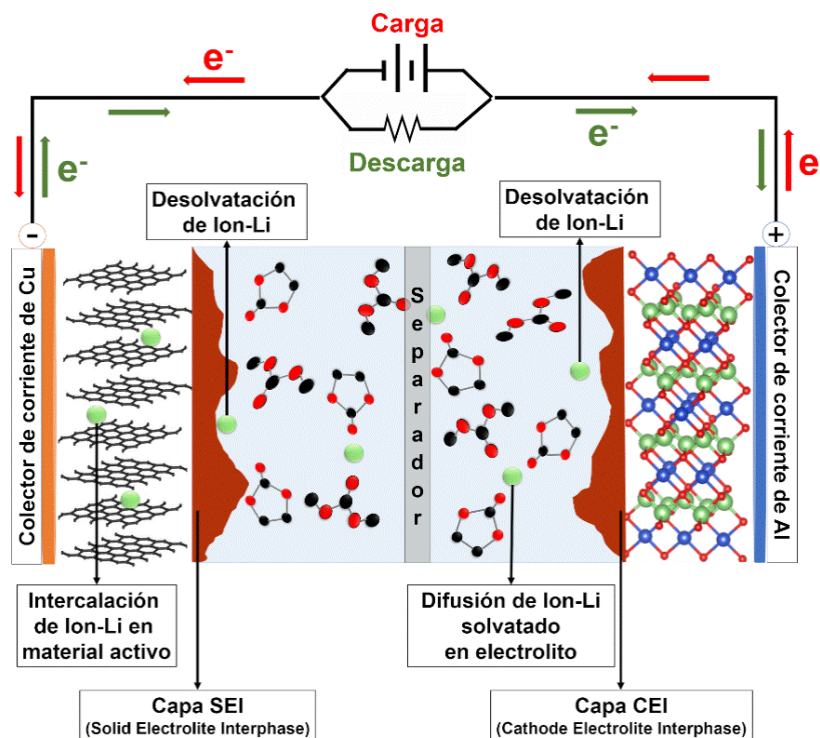 Carga
e-
e-
Descarga
e-
e
Desolvatación
de Ion-Li
Desolvatación
de Ion-Li
-
+
Colector de corriente de Cu
Separador
Colector de corriente de Al
Intercalación
de Ion-Li en
material activo
Difusión de Ion-Li
solvatado
en electrolito
Capa SEI
(Solid Electrolite Interphase)
Capa CEI
(Cathode Electrolite Interphase)